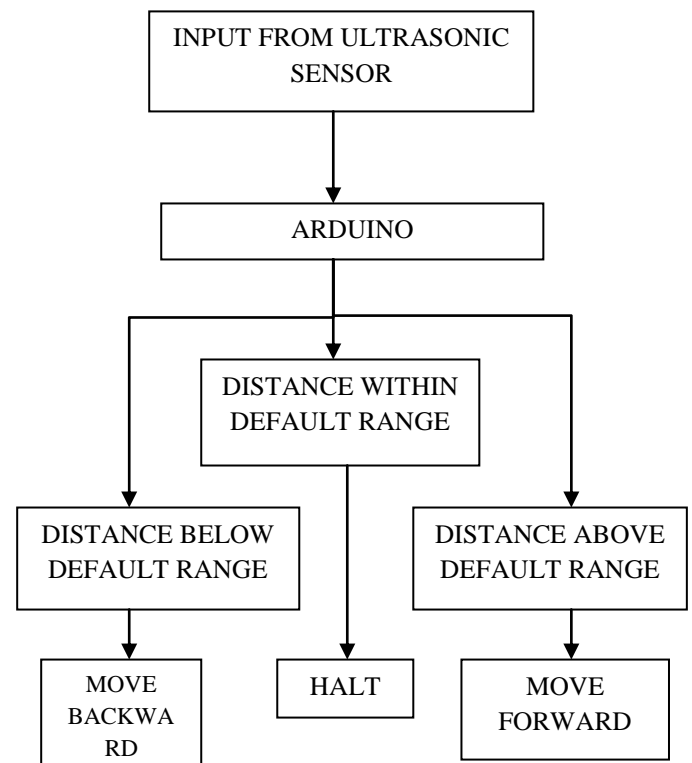 INPUT FROM ULTRASONIC
SENSOR
ARDUINO
DISTANCE WITHIN
DEFAULT RANGE
DISTANCE BELOW
DEFAULT RANGE
DISTANCE ABOVE
DEFAULT RANGE
MOVE
BACKWA
RD
HALT
MOVE
FORWARD